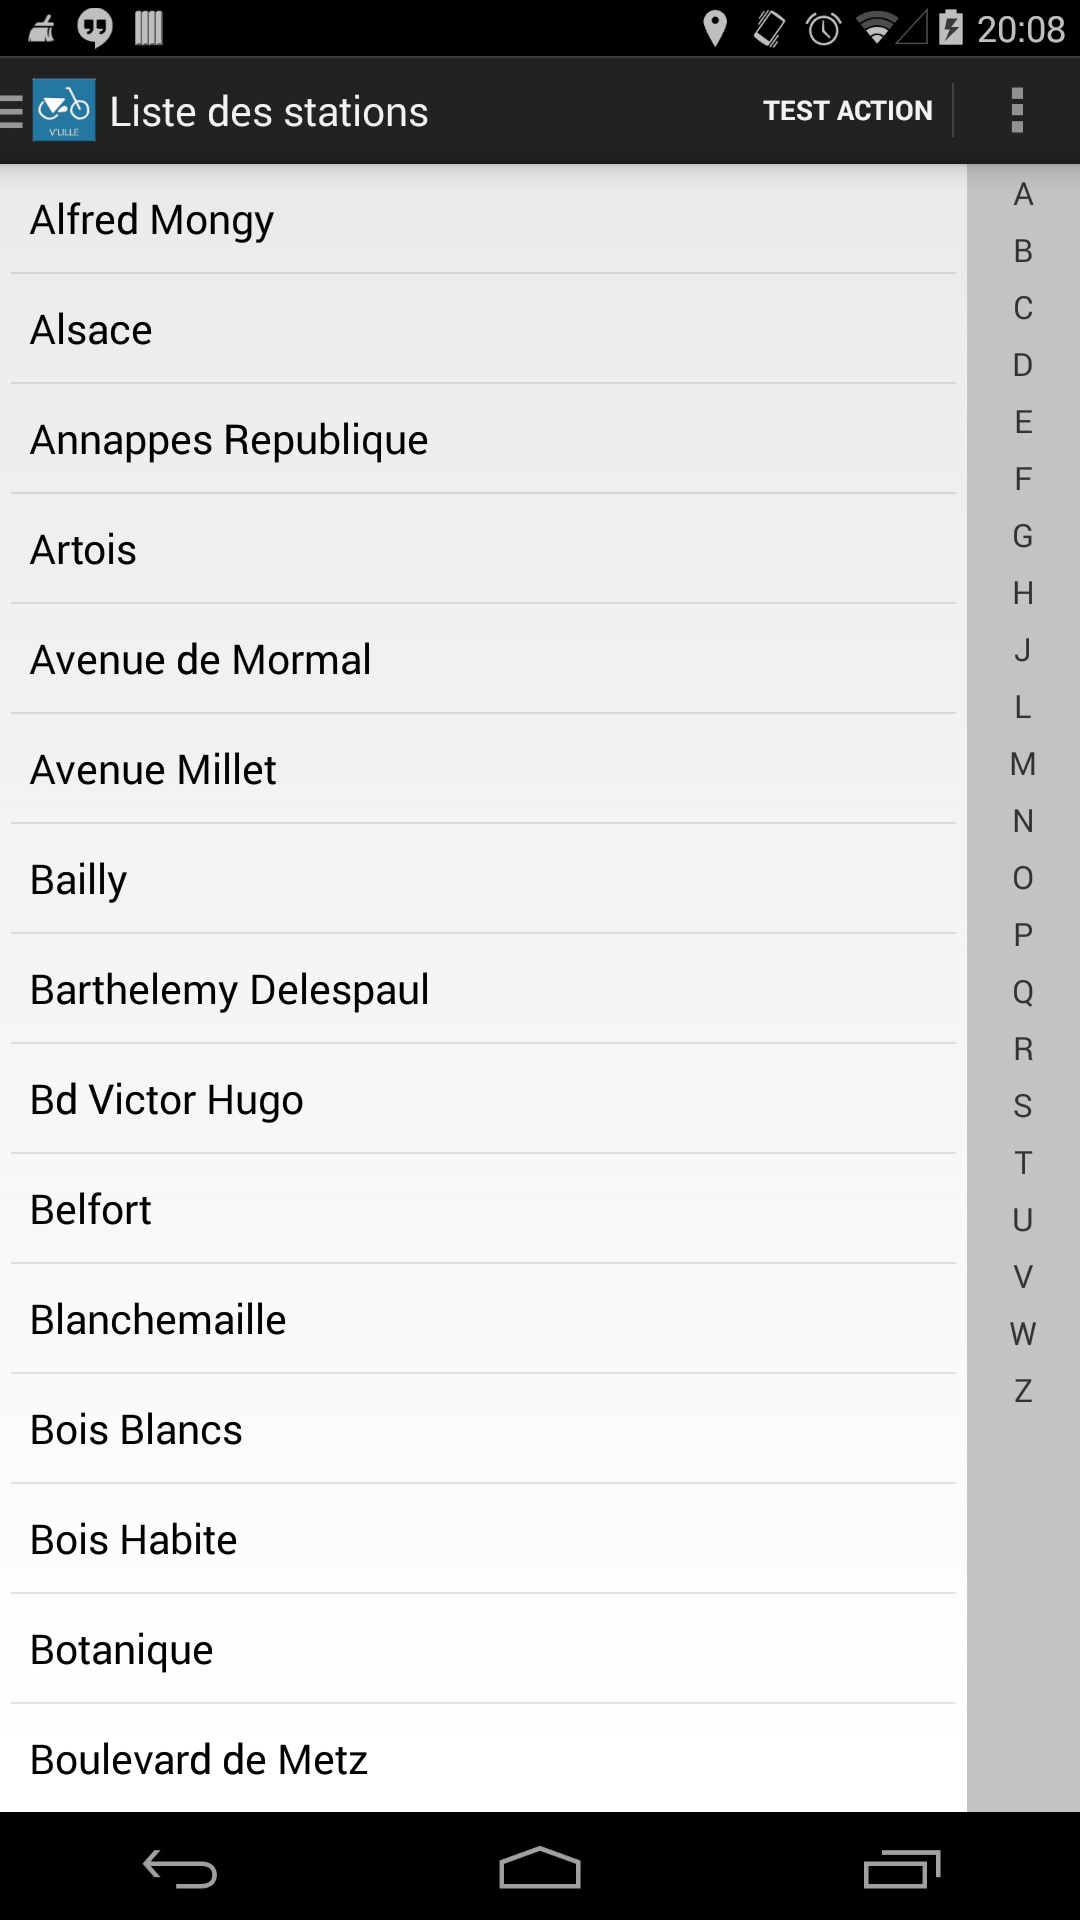 20:08
V'LILLE
Liste des stations
TEST ACTION
Alfred Mongy
Alsace
Annappes Republique
Artois
Avenue de Mormal
Avenue Millet
Bailly
Barthelemy Delespaul
Bd Victor Hugo
Belfort
Blanchemaille
Bois Blancs
Bois Habite
Botanique
Boulevard de Metz
A
B
C
D
E
F
G
H
J
L
M
N
O
P
Q
R
S
T
U
V
W
Z